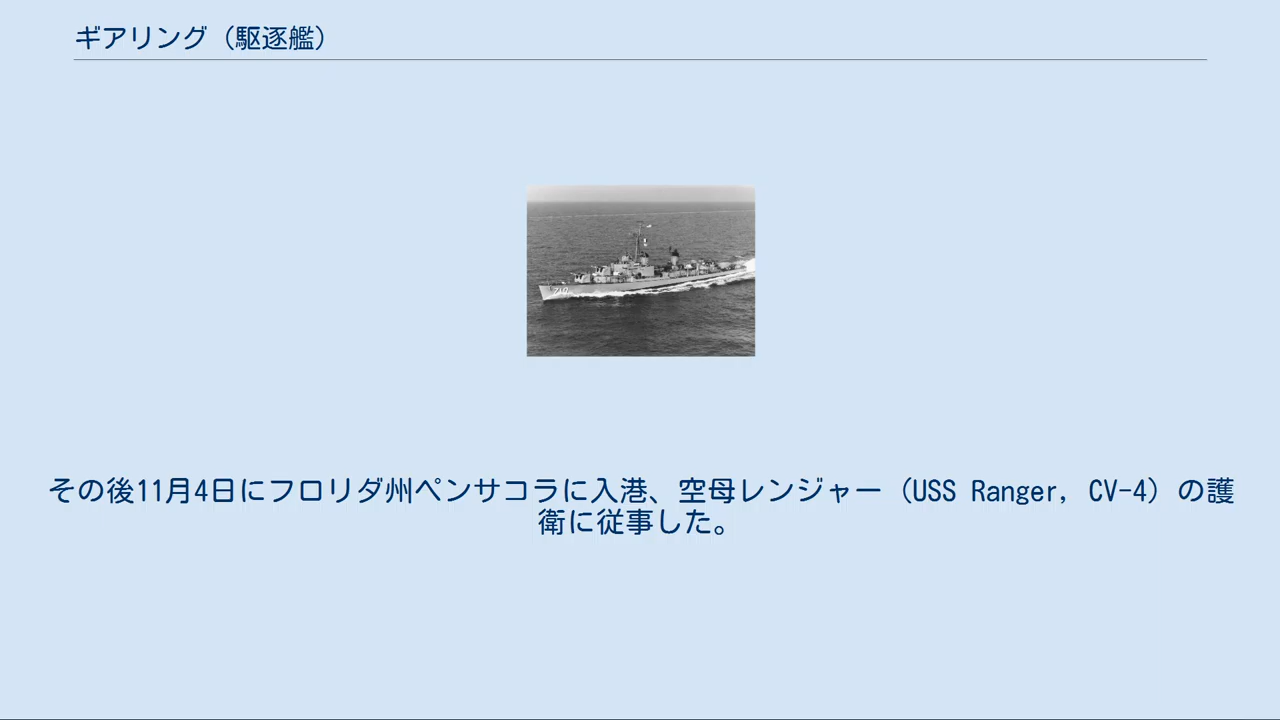 ギアリング（駆逐艦）
710
その後11月4日にフロリダ州ペンサコラに入港、空母レンジャー（USS Ranger, CV-4）の護
衛に従事した。